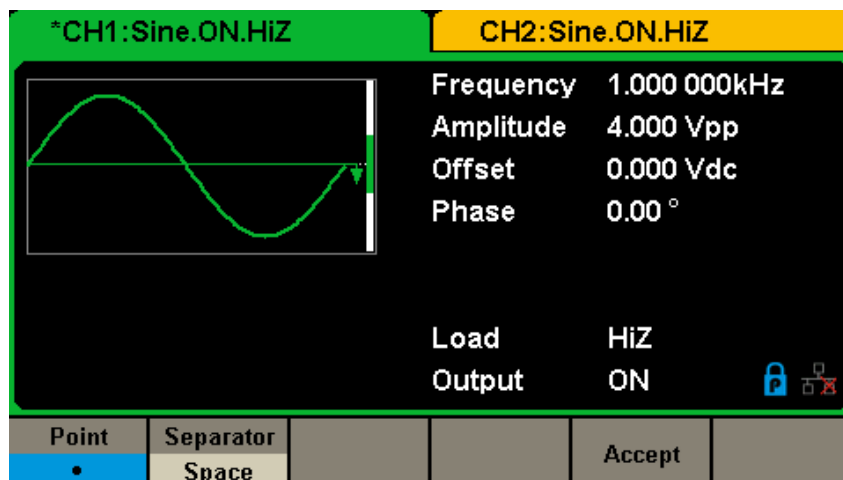 *CH1:Sine.ON.HiZ
CH2:Sine.ON.HiZ
Frequency 1.000 000kHz
Amplitude 4.000 Vpp
Offset 0.000 Vdc
Phase 0.00 °
Load HiZ
Output ON
P
Point
•
Separator
Space
Accept